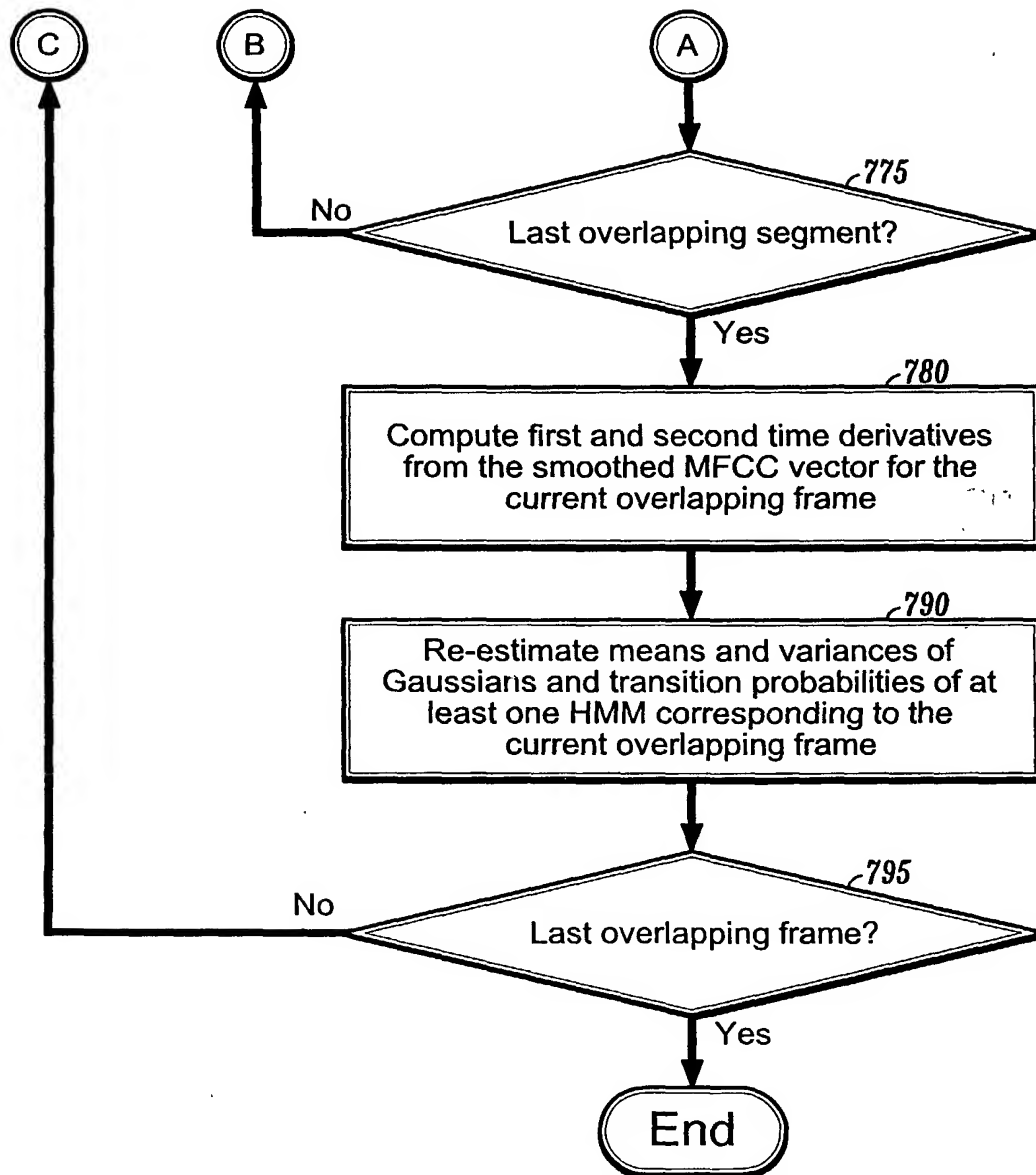 C
B
A
775
No
Last overlapping segment?
Yes
780
Compute first and second time derivatives
from the smoothed MFCC vector for the
current overlapping frame
790
Re-estimate means and variances of
Gaussians and transition probabilities of at
least one HMM corresponding to the
current overlapping frame
795
No
Last overlapping frame?
Yes
End